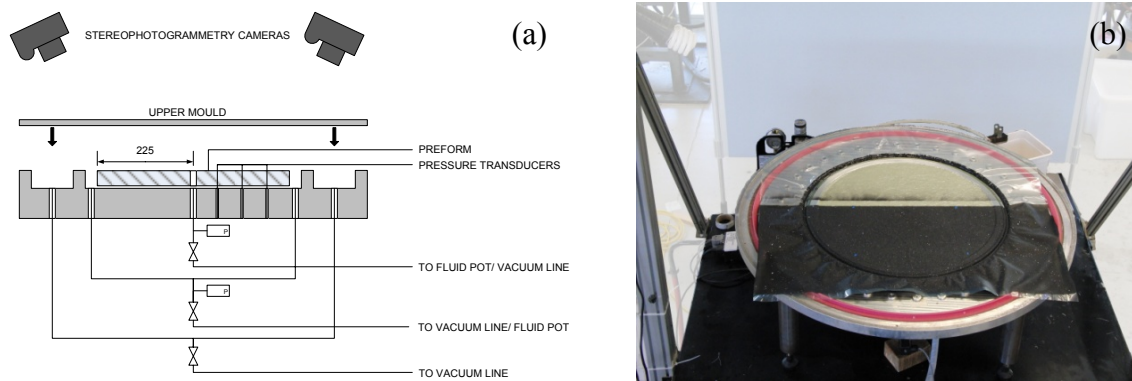 STEREOPHOTOGRAMMETRY CAMERAS
(a)
(b)
UPPER MOULD
225
PREFORM
PRESSURE TRANSDUCERS
P
TO FLUID POT/ VACUUM LINE
P
TO VACUUM LINE/ FLUID POT
TO VACUUM LINE